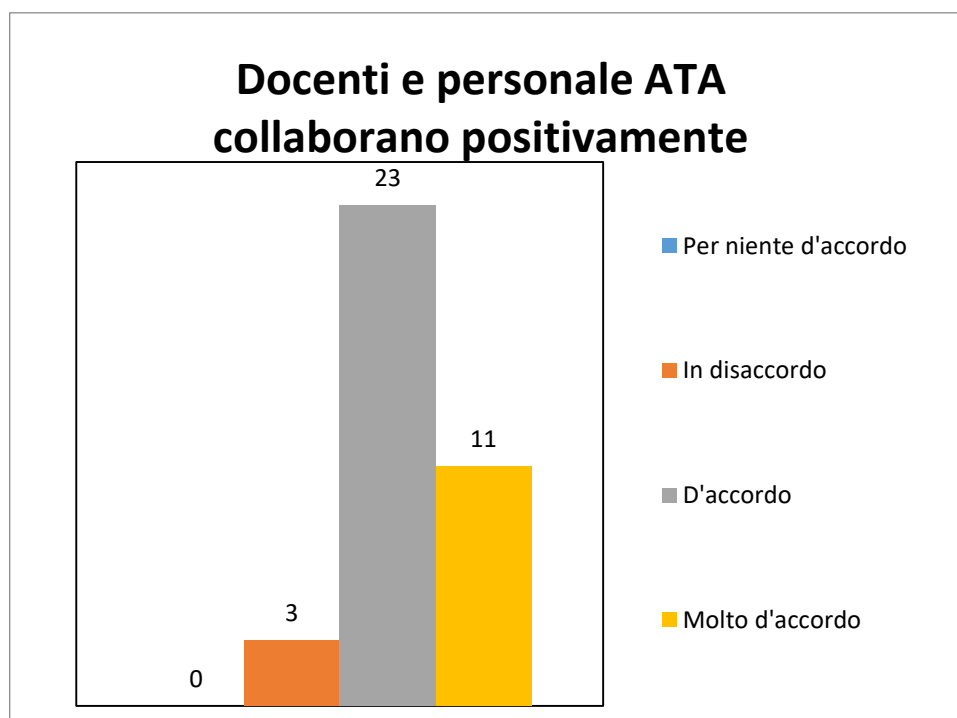 Docenti e personale ATA
collaborano positivamente
23
11
3
0
Per niente d'accordo
In disaccordo
D'accordo
Molto d'accordo